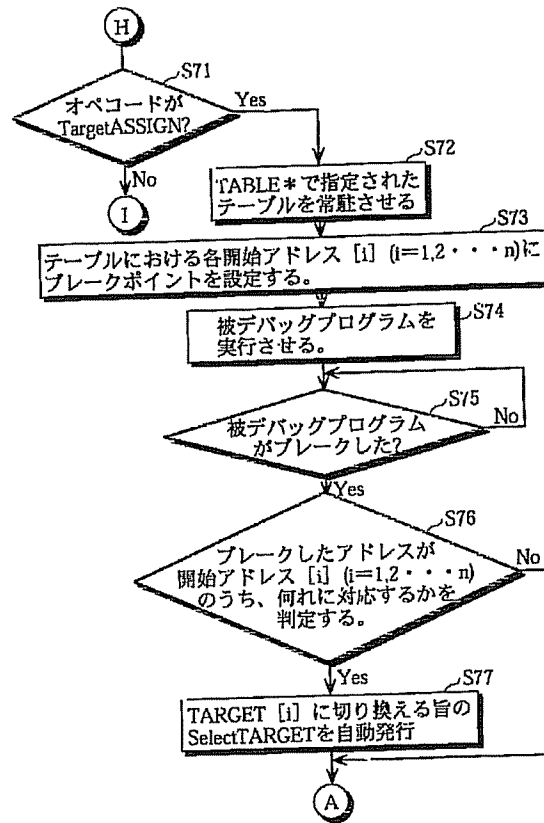 H
S71
オペコードが
TargetASSIGN?
Yes
No
I
S72
TABLE*で指定された
テーブルを常駐させる
S73
テーブルにおける各開始アドレス [i] (i=1,2・・・n)に
ブレークポイントを設定する。
S74
被デバッグプログラムを
実行させる。
S75
被デバッグプログラム
がブレークした?
No
Yes
S76
ブレークしたアドレスが
開始アドレス [i] (i=1,2・・・n)
のうち、何れに対応するかを
判定する。
No
Yes
S77
TARGET [i] に切り換える旨の
SelectTARGETを自動発行
A